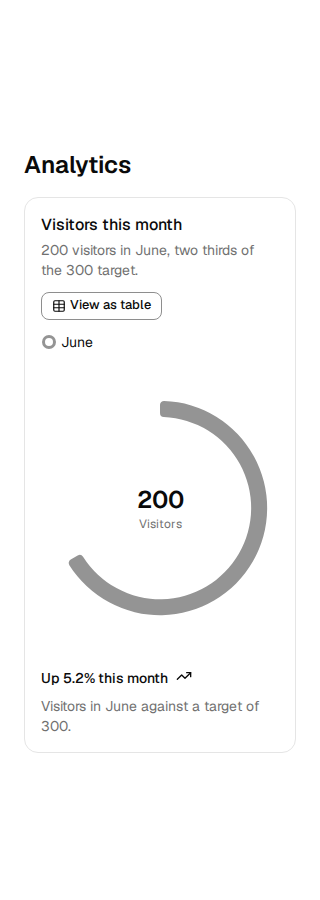 Analytics
Visitors this month
200 visitors in June, two thirds of
the 300 target.
View as table
June
200
Visitors
Up 5.2% this month
Visitors in June against a target of
300.